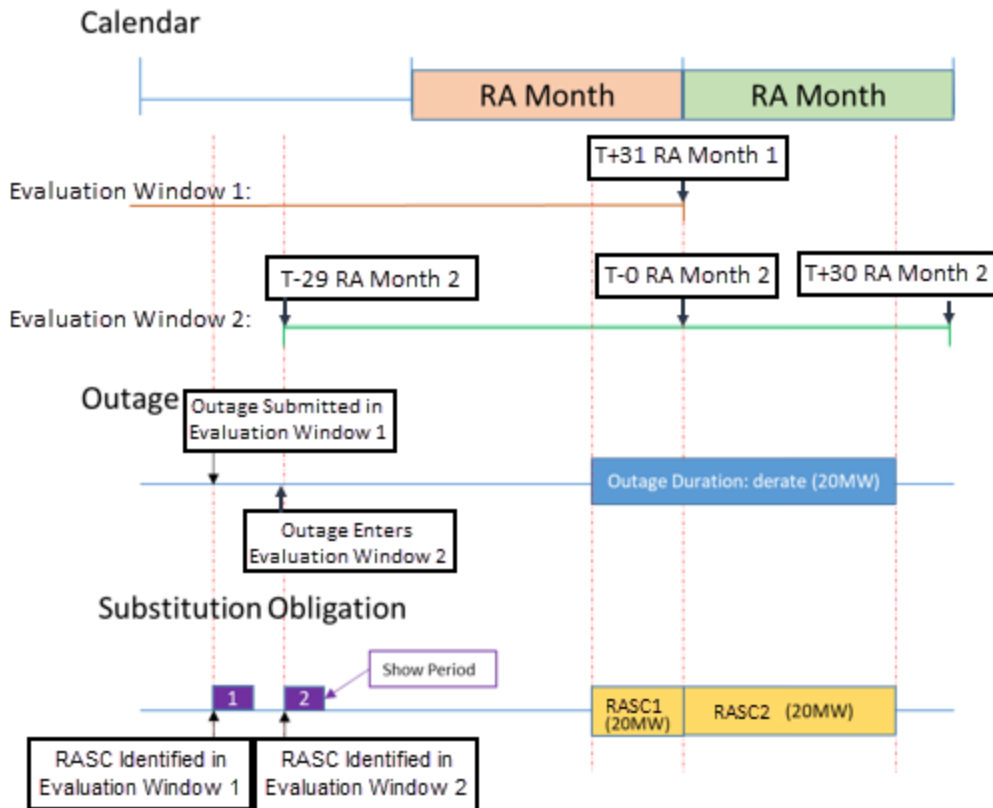 Calendar
RA Month
RA Month
T+31 RA Month 1
Evaluation Window 1:
T-29 RA Month 2
T-0 RA Month 2
T+30 RA Month 2
Evaluation Window 2:
Outage
Outage Submitted in
Evaluation Window 1
Outage Duration: derate (20MW)
Outage Enters
Evaluation Window 2
Substitution Obligation
Show Period
1
2
RASC1
(20MW)
RASC2 (20MW)
RASC Identified in
Evaluation Window 1
RASC Identified in
Evaluation Window 2